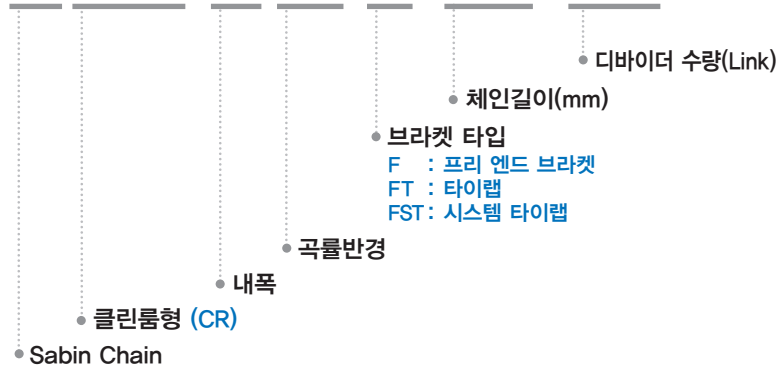 디바이더 수량(Link)
체인길이(mm)
브라켓 타입
F : 프리 엔드 브라켓
FT : 타이랩
FST : 시스템 타이랩
곡률반경
내폭
클린룸형 (CR)
Sabin Chain